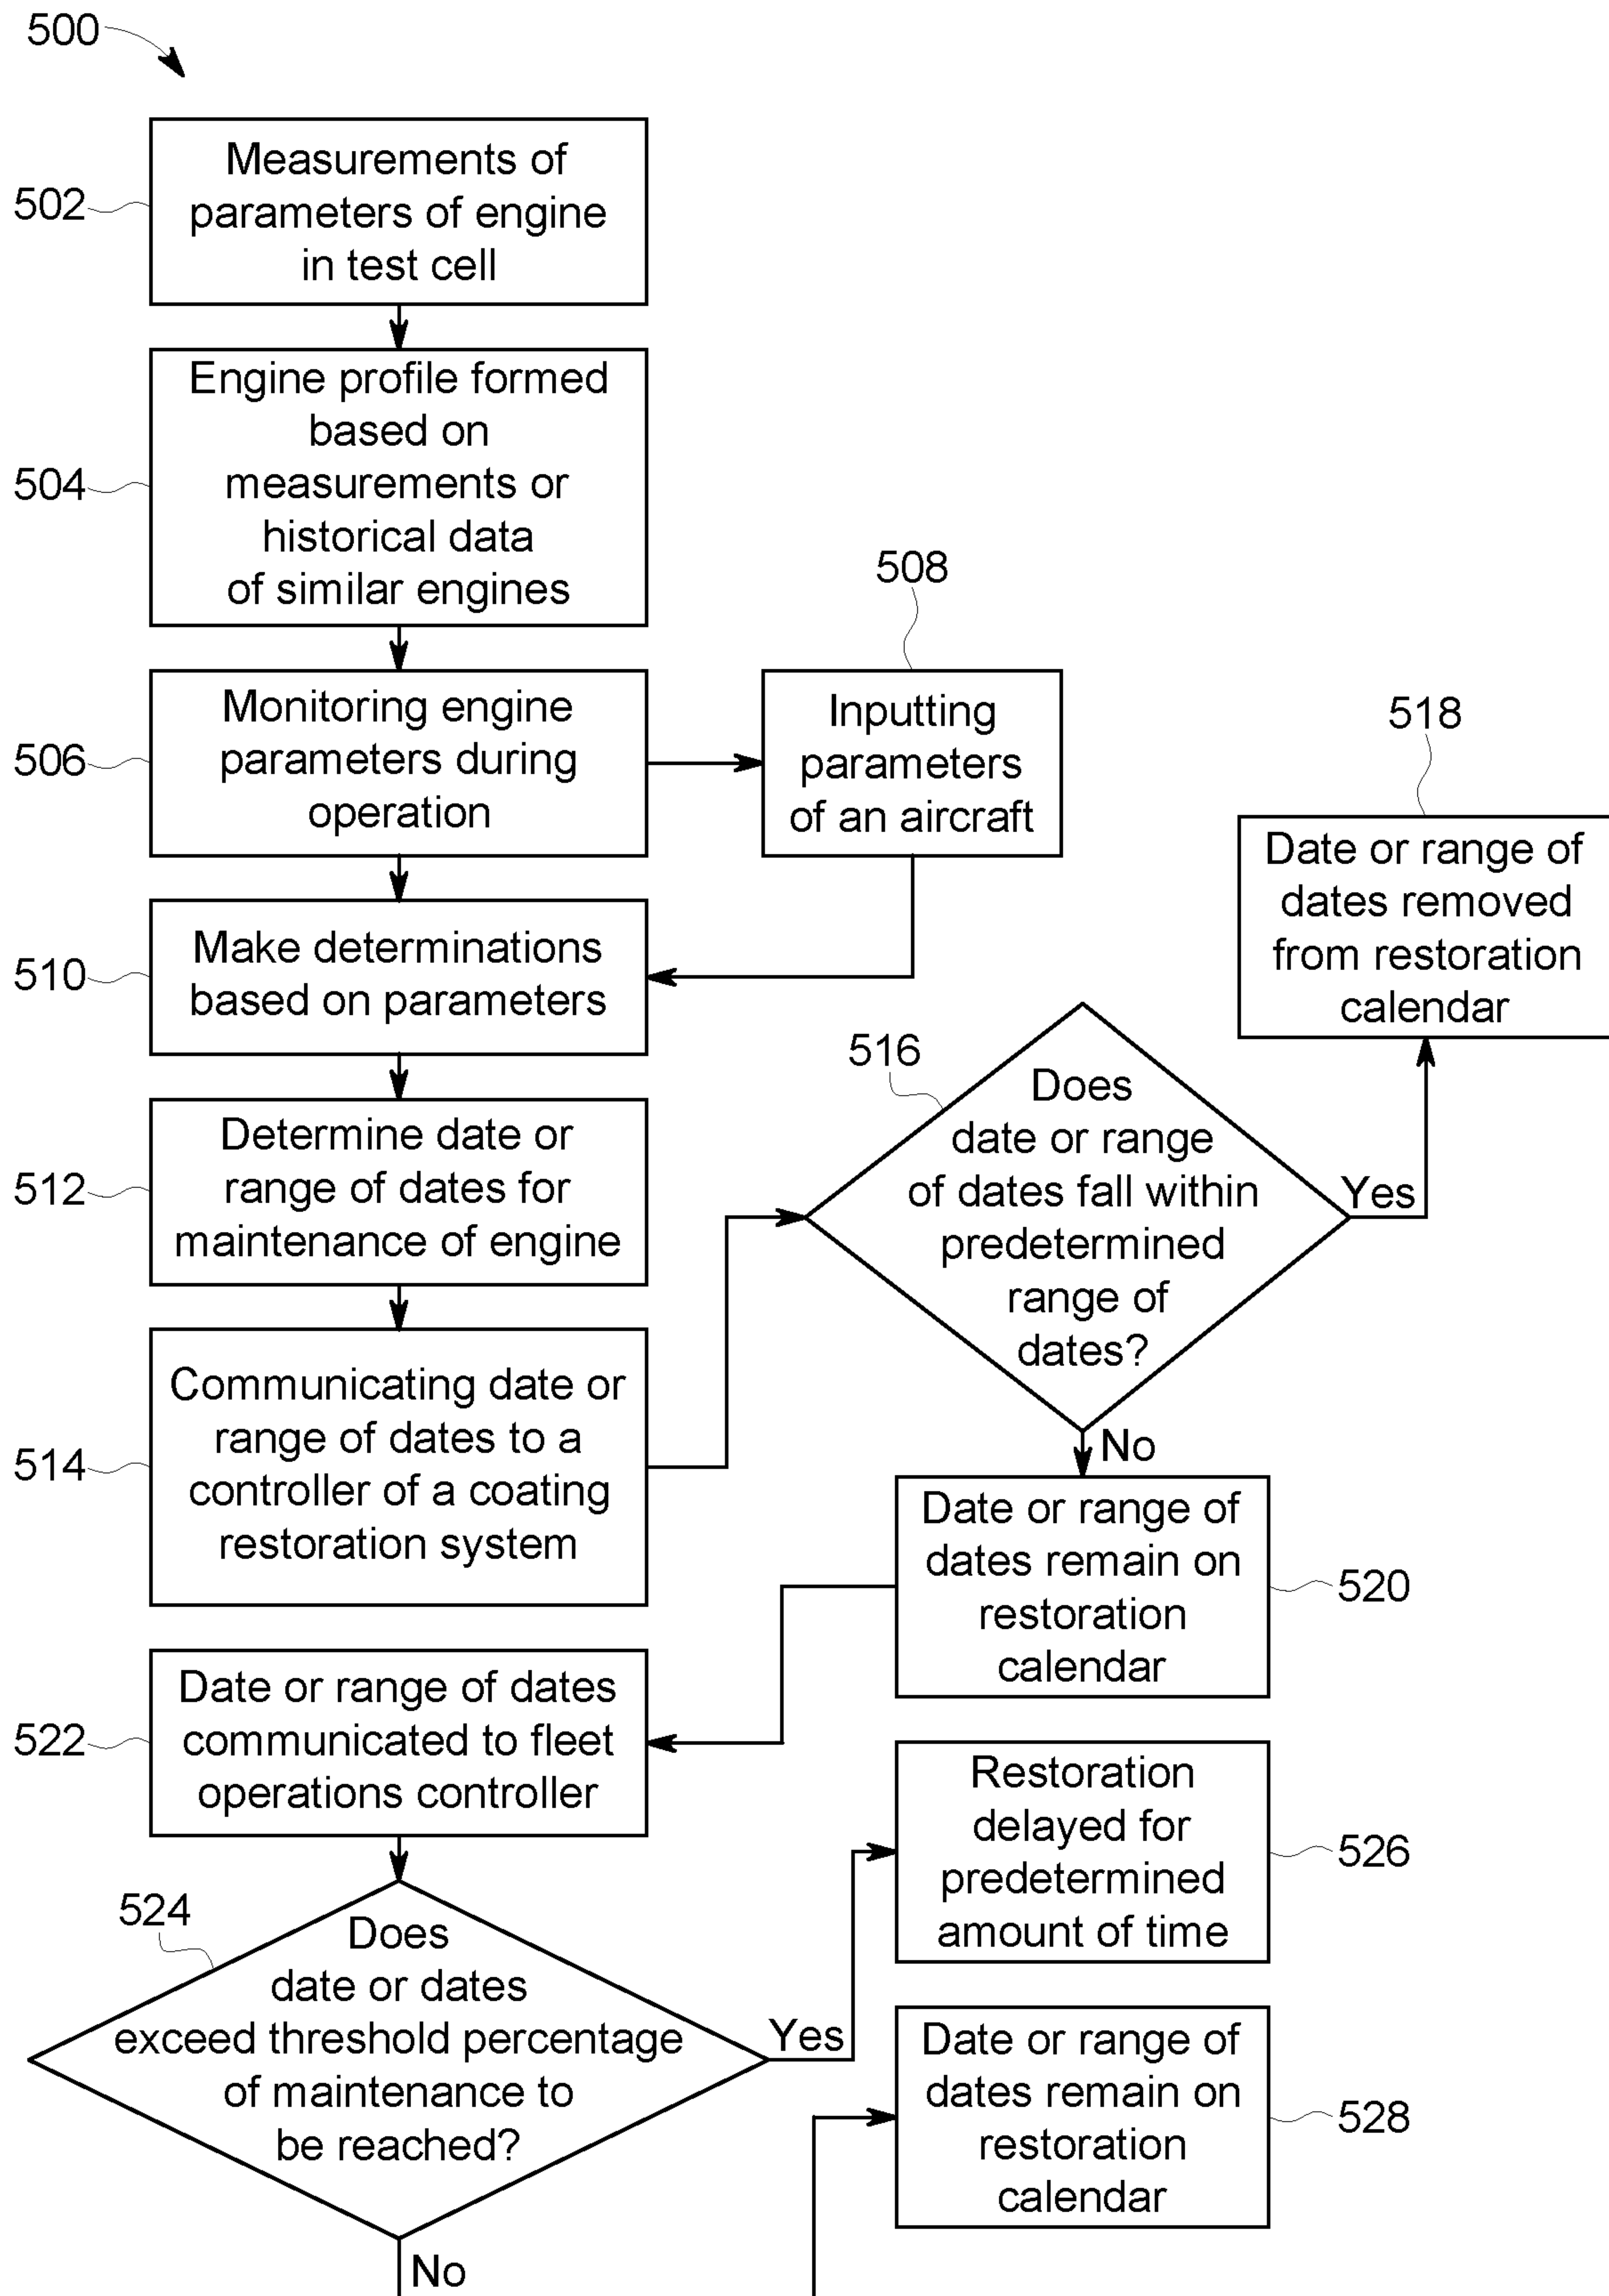 500
502
Measurements of
parameters of engine
in test cell
504
Engine profile formed
based on
measurements or
historical data
of similar engines
506
Monitoring engine
parameters during
operation
508
Inputting
parameters
of an aircraft
510
Make determinations
based on parameters
512
Determine date or
range of dates for
maintenance of engine
514
Communicating date or
range of dates to a
controller of a coating
restoration system
516
Does
date or range
of dates fall within
predetermined
range of
dates?
Yes
518
Date or range of
dates removed
from restoration
calendar
No
Date or range of
dates remain on
restoration
calendar
520
522
Date or range of dates
communicated to fleet
operations controller
524
Does
date or dates
exceed threshold percentage
of maintenance to
be reached?
Yes
Restoration
delayed for
predetermined
amount of time
526
No
Date or range of
dates remain on
restoration
calendar
528